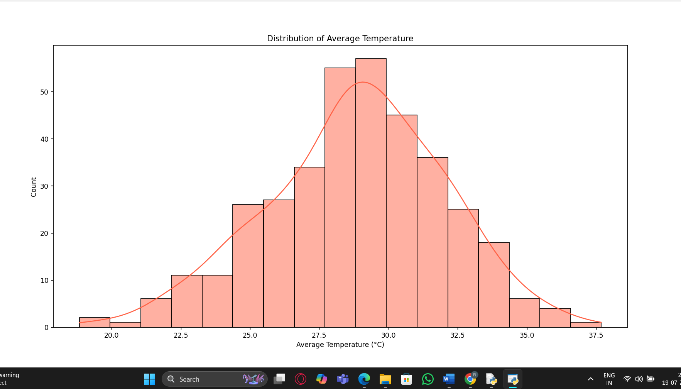 Distribution of Average Temperature
50
40
30
20
10
0
Count
20.0 22.5 25.0 27.5 30.0 32.5 35.0 37.5
Average Temperature (°C)
Search
ENG
IN